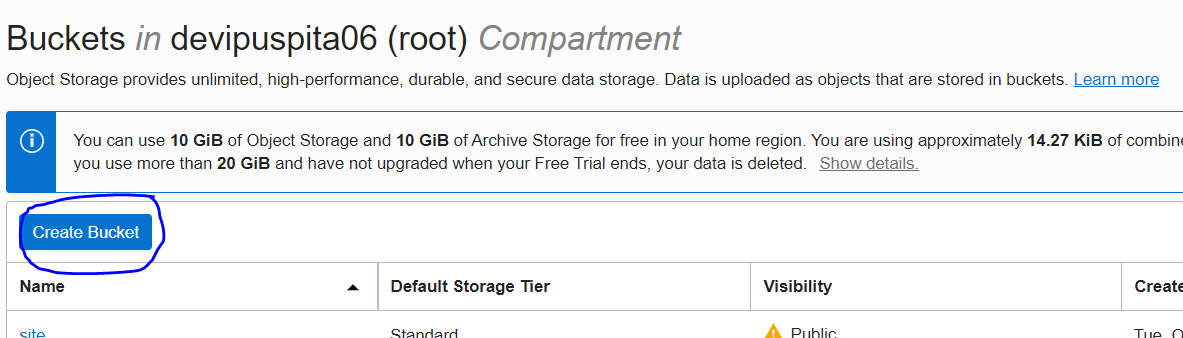 Buckets in devipuspita06 (root) Compartment
Object Storage provides unlimited, high-performance, durable, and secure data storage. Data is uploaded as objects that are stored in buckets. Learn more
You can use 10 GiB of Object Storage and 10 GiB of Archive Storage for free in your home region. You are using approximately 14.27 KiB of
you use more than 20 GiB and have not upgraded when your Free Trial ends, your data is deleted. Show details.
Create Bucket
Name Default Storage Tier Visibility
site Standard Public Tue,